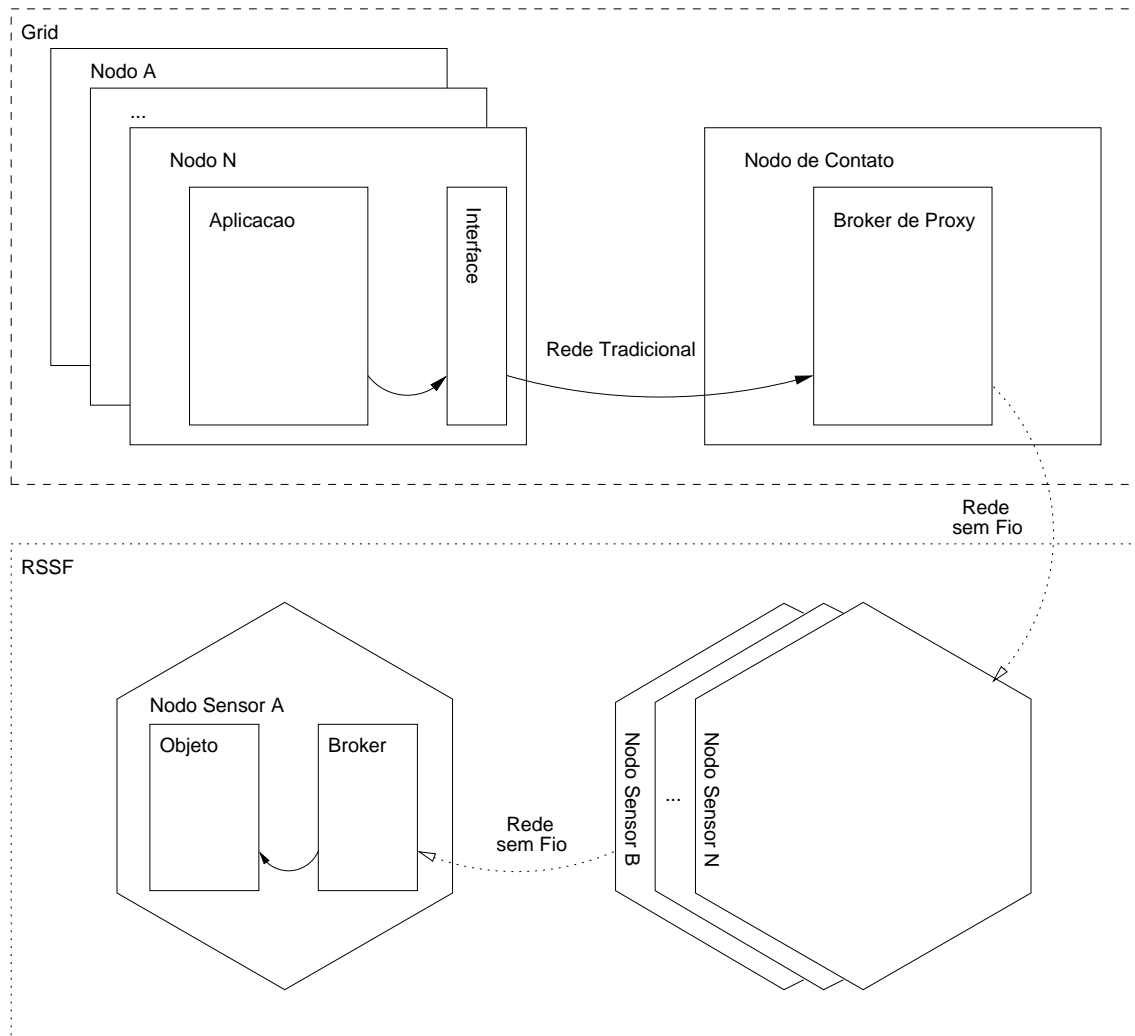 Grid
Nodo A
...
Nodo N
Aplicacao
Interface
Nodo de Contato
Broker de Proxy
Rede Tradicional
Rede
sem Fio
RSSF
Nodo Sensor A
Objeto
Broker
Rede
sem Fio
Nodo Sensor B
...
Nodo Sensor N